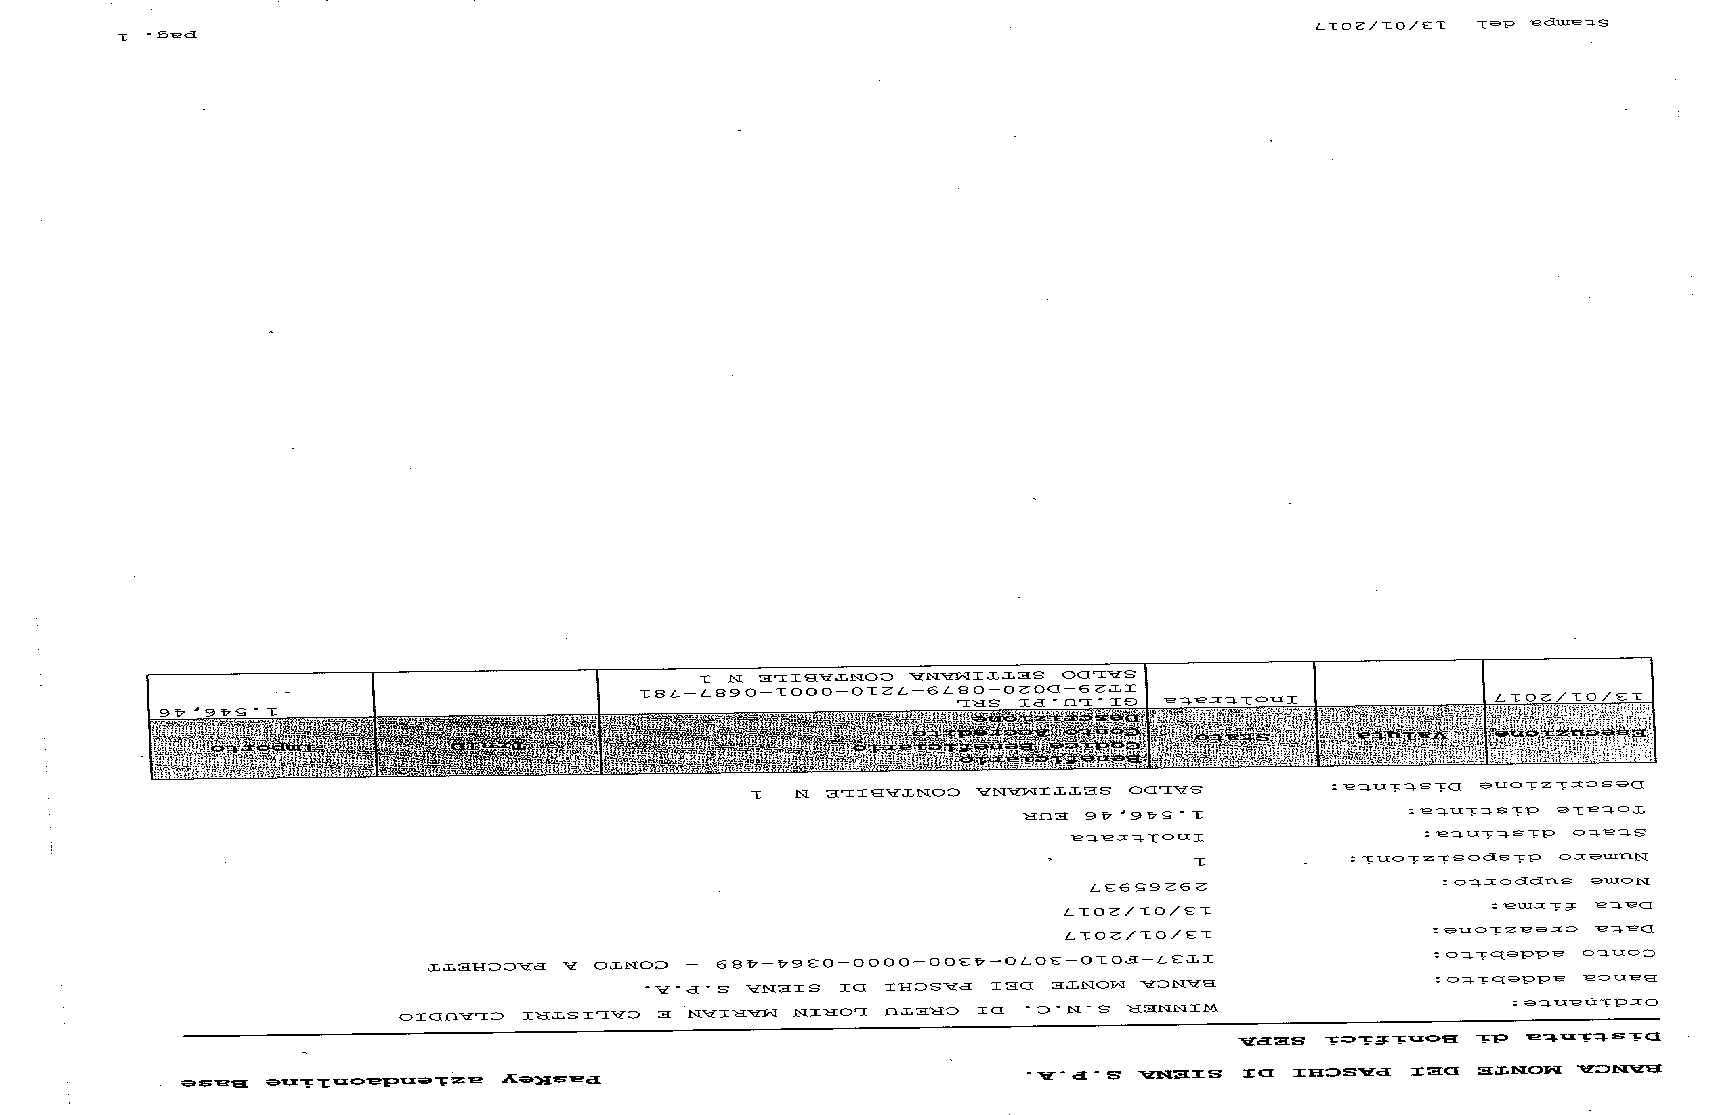 BANCA MONTE DEI PASCHI DI SIENA S.P.A. PasKey aziendaonline Base
Distinta di Bonifici SEPA
Ordinante: WINNER S.N.C. DI CRETU LORIN MARIAN E CALISTRI CLAUDIO
Banca addebito: BANCA MONTE DEI PASCHI DI SIENA S.P.A.
Conto addebito: IT37-F010-3070-4300-0000-0364-489 - CONTO A PACCHETT
Data creazione: 13/01/2017
Data firma: 13/01/2017
Nome supporto: 29265937
Numero disposizioni: 1
Stato distinta: Inoltrata
Totale distinta: 1.546,46 EUR
Descrizione Distinta: SALDO SETTIMANA CONTABILE N 1
Beneficiario
Codice Beneficiario
Esecuzione Valuta Stato Conto Accredito Importo
Descrizione
13/01/2017 Inoltrata GI.LU.PI SRL 1.546,46
IT29-D020-0879-7210-0001-0687-781
SALDO SETTIMANA CONTABILE N 1
Stampa del 13/01/2017 pag. 1